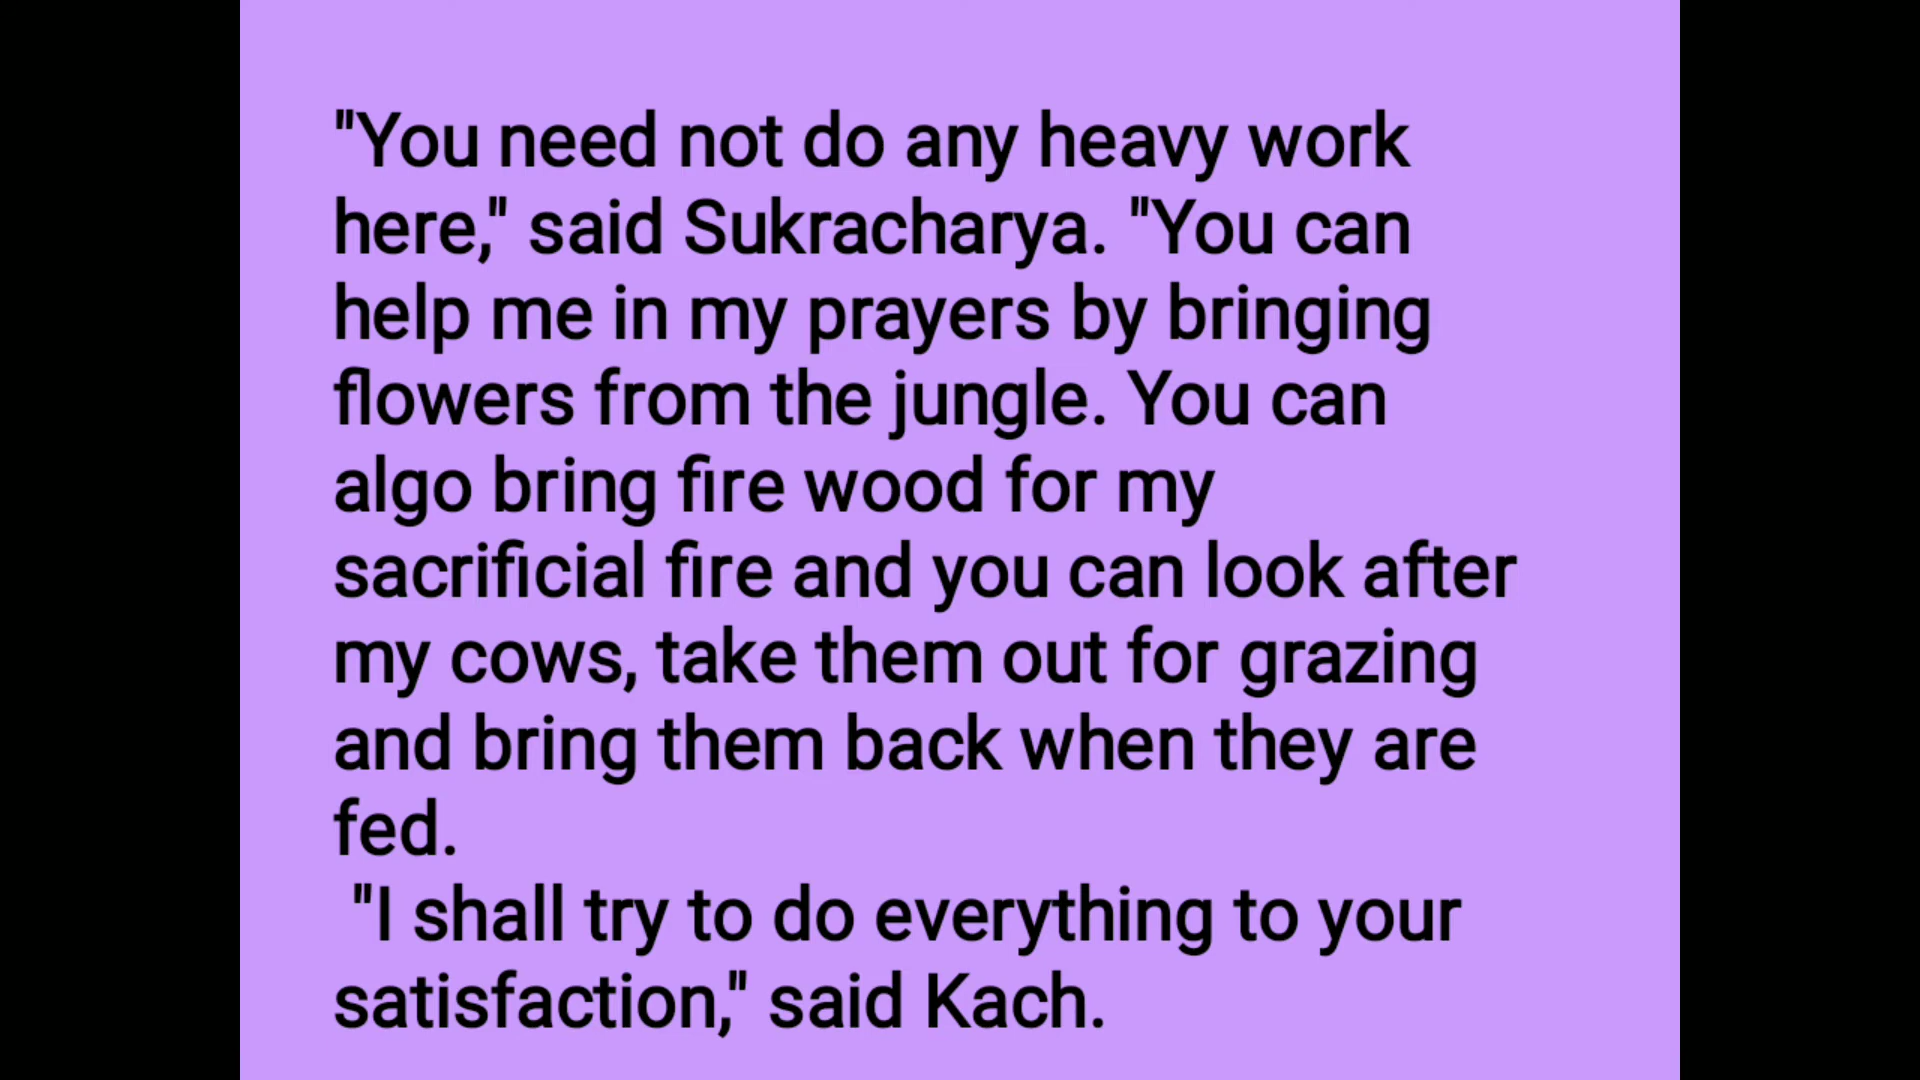 "You need not do any heavy work
here," said Sukracharya. "You can
help me in my prayers by bringing
flowers from the jungle. You can
algo bring fire wood for my
sacrificial fire and you can look after
my cows, take them out for grazing
and bring them back when they are
fed.
"I shall try to do everything to your
satisfaction," said Kach.